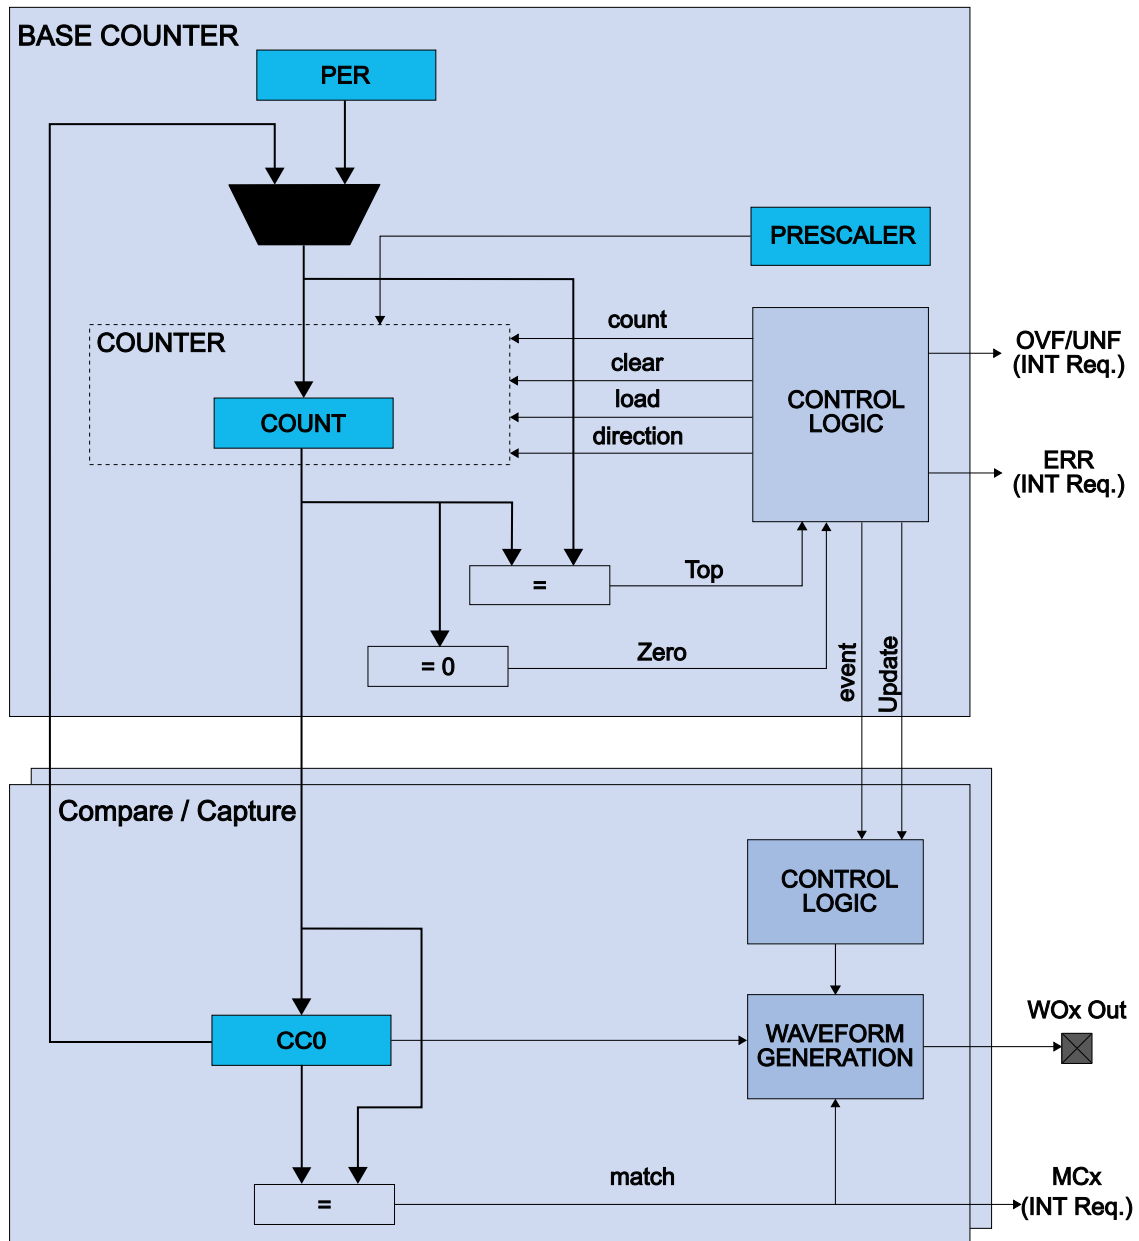 BASE COUNTER
PER
PRESCALER
COUNTER
count
clear
load
direction
COUNT
CONTROL
LOGIC
OVF/UNF
(INT Req.)
ERR
(INT Req.)
=
Top
= 0
Zero
event
Update
Compare / Capture
CONTROL
LOGIC
CC0
WAVEFORM
GENERATION
WOx Out
=
match
MCx
(INT Req.)